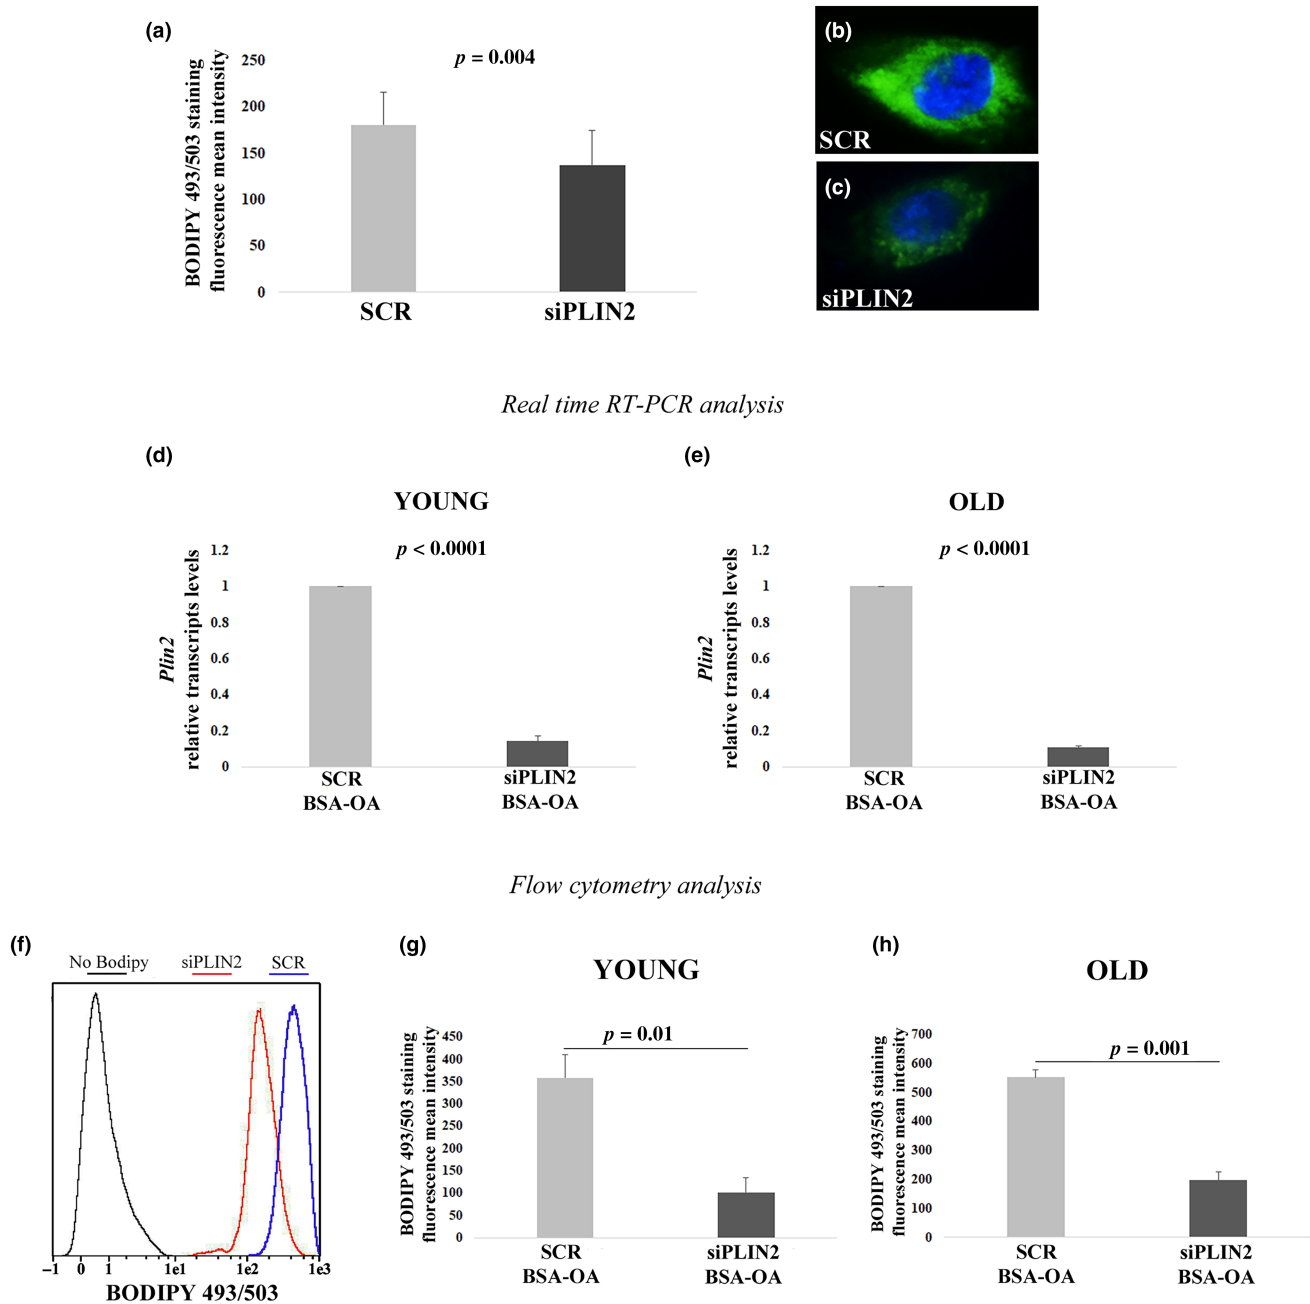 (a)
BODIPY 493/503 staining
fluorescence mean intensity
250
200
150
100
50
0
p = 0.004
SCR
siPLIN2
(b)
SCR
(c)
siPLIN2
Real time RT-PCR analysis
(d)
YOUNG
p < 0.0001
Plin2
relative transcripts levels
1.2
1
0.8
0.6
0.4
0.2
0
SCR
BSA-OA
siPLIN2
BSA-OA
(e)
OLD
p < 0.0001
Plin2
relative transcripts levels
1.2
1
0.8
0.6
0.4
0.2
0
SCR
BSA-OA
siPLIN2
BSA-OA
Flow cytometry analysis
(f)
No Bodipy
siPLIN2
SCR
-1 0 1 1e1 1e2 1e3
BODIPY 493/503
(g)
YOUNG
p = 0.01
BODIPY 493/503 staining
fluorescence mean intensity
450
400
350
300
250
200
150
100
50
0
SCR
BSA-OA
siPLIN2
BSA-OA
(h)
OLD
p = 0.001
BODIPY 493/503 staining
fluorescence mean intensity
700
600
500
400
300
200
100
0
SCR
BSA-OA
siPLIN2
BSA-OA